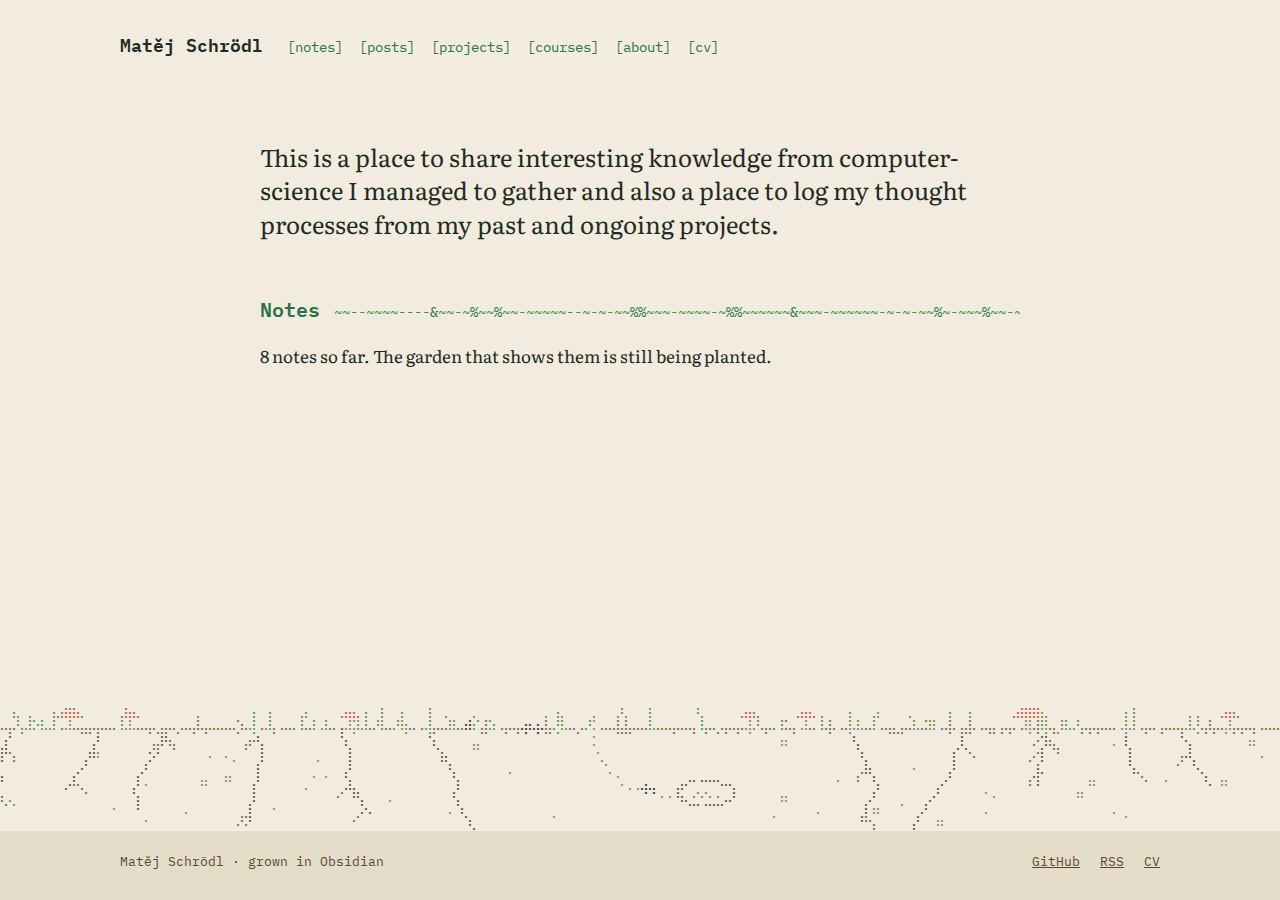 Matěj Schrödl [notes] [posts] [projects] [courses] [about] [cv]
This is a place to share interesting knowledge from computer-
science I managed to gather and also a place to log my thought
processes from my past and ongoing projects.
Notes ~~--~~~~----&~~-~%~~%~~-~~~~~--~-~-~~%%~~~-~~~~-~%%~~~~~~&~~~-~~~~~~-~-~-~~%~-~~~%~~-~
8 notes so far. The garden that shows them is still being planted.
Matěj Schrödl · grown in Obsidian GitHub RSS CV